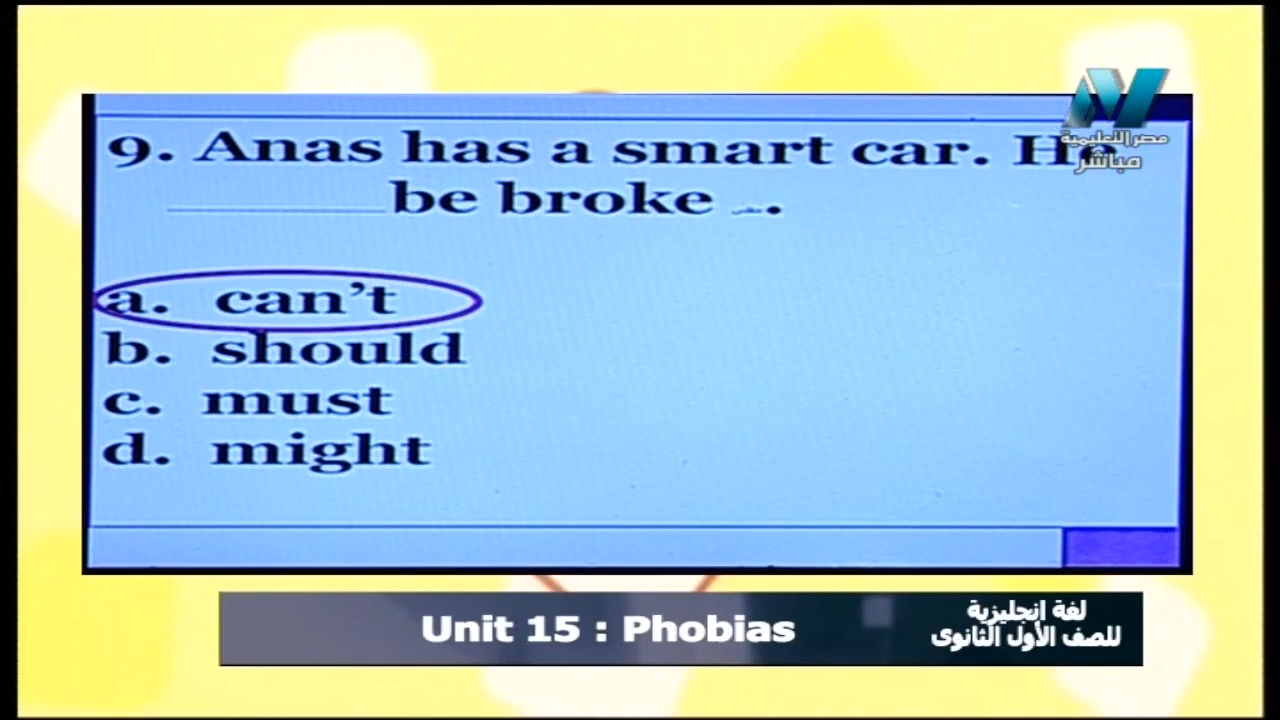 مصر التعليمية
مباشر
9. Anas has a smart car. He
be broke .
a. can't
b. should
c. must
d. might
Unit 15 : Phobias
لغة إنجليزية
للصف الأول الثانوى